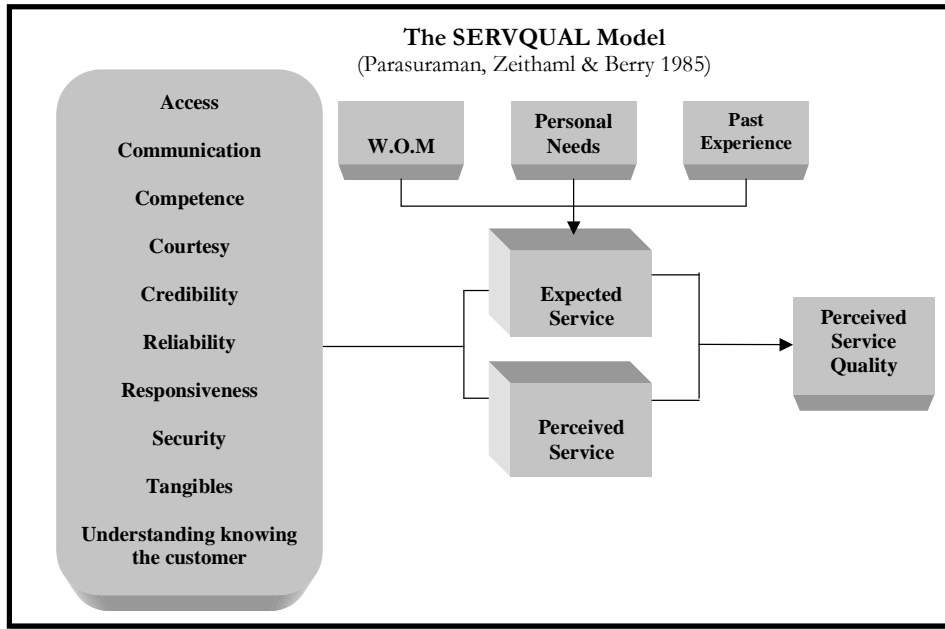 The SERVQUAL Model
(Parasuraman, Zeithaml & Berry 1985)
Access
Communication
Competence
Courtesy
Credibility
Reliability
Responsiveness
Security
Tangibles
Understanding knowing
the customer
W.O.M
Personal
Needs
Past
Experience
Expected
Service
Perceived
Service
Perceived
Service
Quality